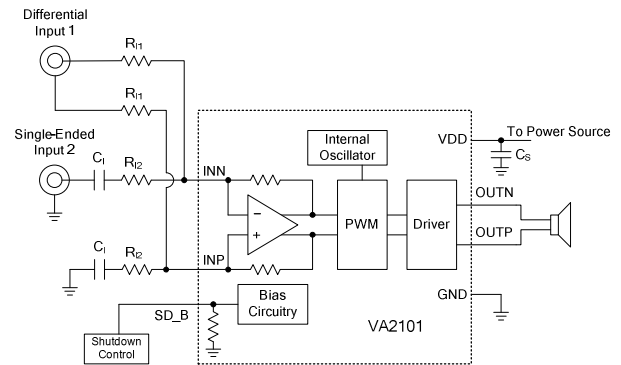 Differential
Input 1
RI1
RI1
Single-Ended
Input 2
CI
RI2
INN
Internal
Oscillator
VDD
To Power Source
CS
OUTN
PWM
Driver
−
+
OUTP
CI
RI2
INP
Bias
Circuitry
GND
SD_B
VA2101
Shutdown
Control